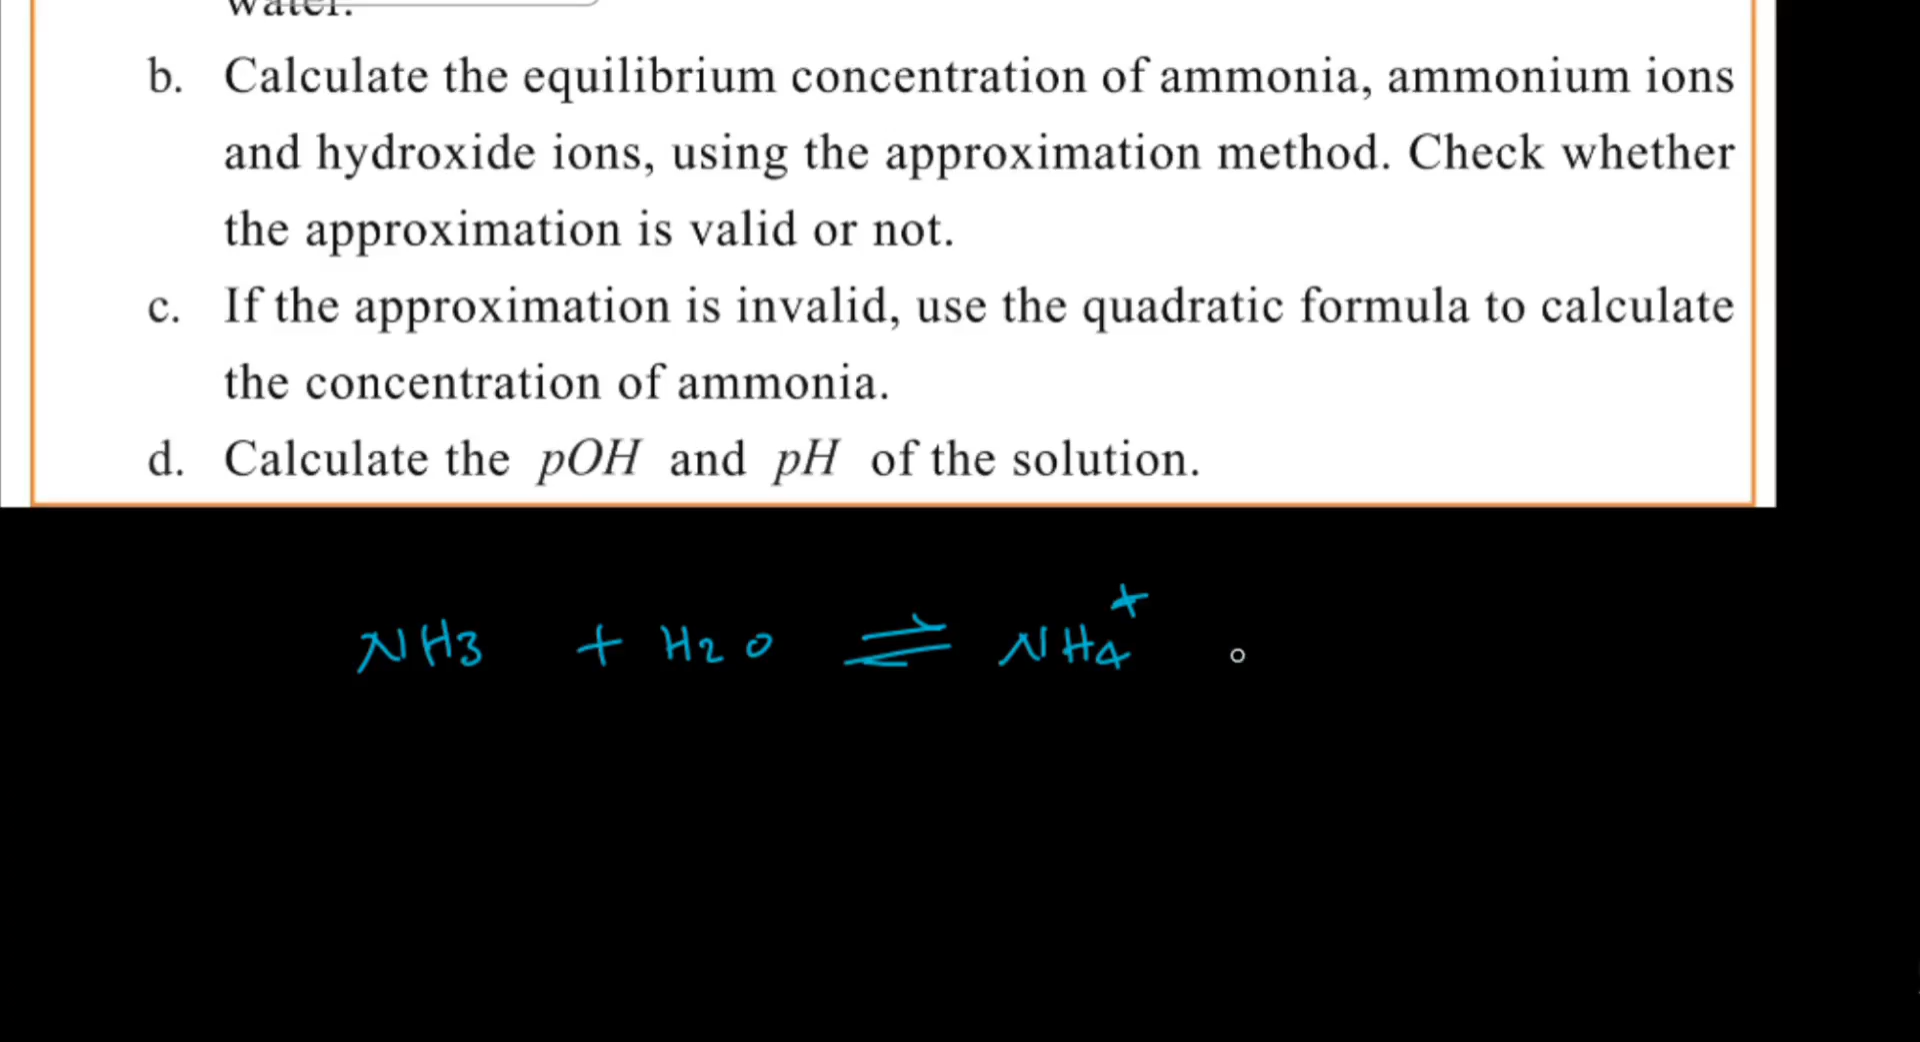 water.
b. Calculate the equilibrium concentration of ammonia, ammonium ions
and hydroxide ions, using the approximation method. Check whether
the approximation is valid or not.
c. If the approximation is invalid, use the quadratic formula to calculate
the concentration of ammonia.
d. Calculate the pOH and pH of the solution.
NH3 + H2O ⇌ NH4⁺